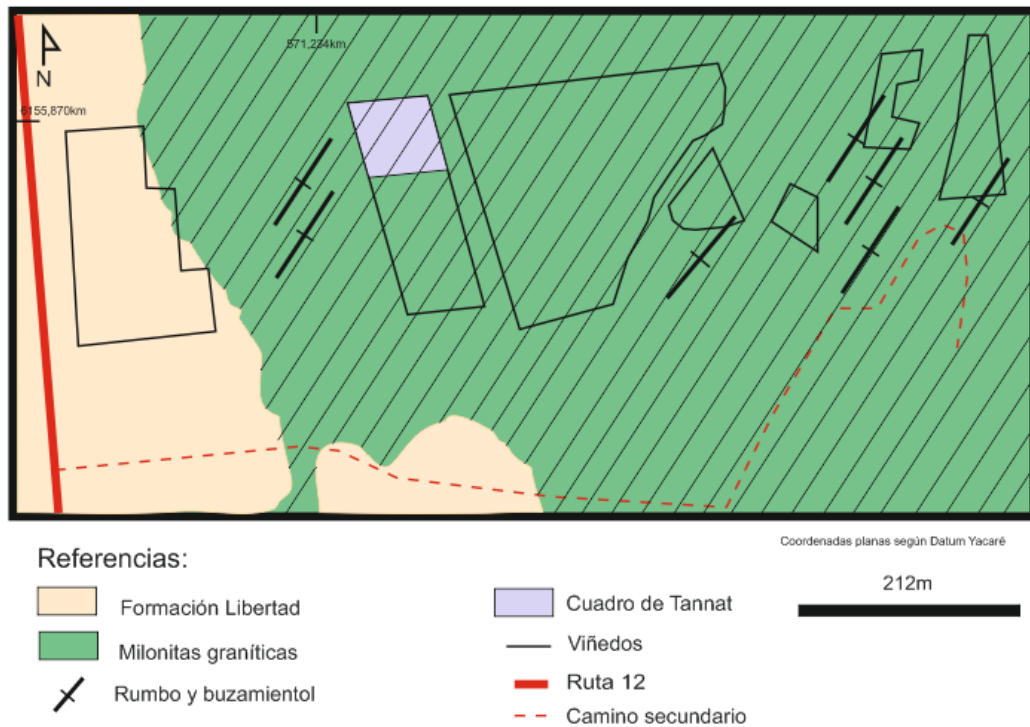 571,234km
N
6155,870km
Coordenadas planas según Datum Yacaré
Referencias:
212m
Formación Libertad
Cuadro de Tannat
Milonitas graníticas
Viñedos
Rumbo y buzamientol
Ruta 12
Camino secundario